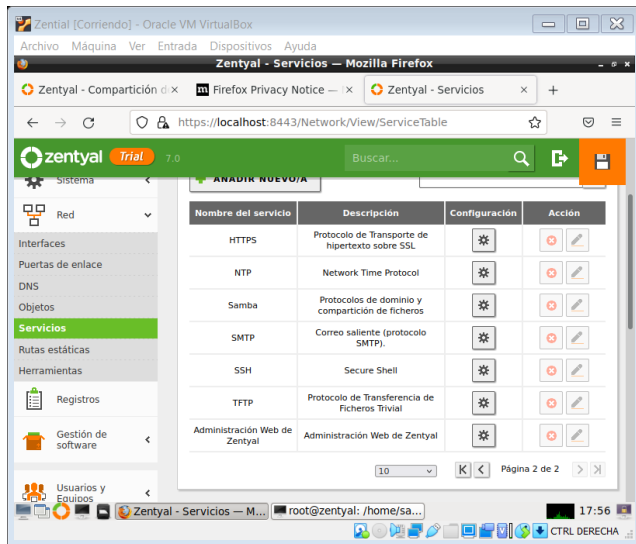 Zential [Corriendo] - Oracle VM VirtualBox
Archivo Máquina Ver Entrada Dispositivos Ayuda
Zentyal - Servicios — Mozilla Firefox
Zentyal - Compartición d
Firefox Privacy Notice —
Zentyal - Servicios
https://localhost:8443/Network/View/ServiceTable
zentyal Trial 7.0
Buscar...
Sistema
Red
Interfaces
Puertas de enlace
DNS
Objetos
Servicios
Rutas estáticas
Herramientas
Registros
Gestión de
software
Usuarios y
Equipos
AÑADIR NUEVO/A
Nombre del servicio Descripción Configuración Acción
HTTPS Protocolo de Transporte de
hipertexto sobre SSL
NTP Network Time Protocol
Samba Protocolos de dominio y
compartición de ficheros
SMTP Correo saliente (protocolo
SMTP).
SSH Secure Shell
TFTP Protocolo de Transferencia de
Ficheros Trivial
Administración Web de
Zentyal
Administración Web de Zentyal
10 Página 2 de 2
Zentyal - Servicios — M...
root@zentyal: /home/sa...
17:56
CTRL DERECHA